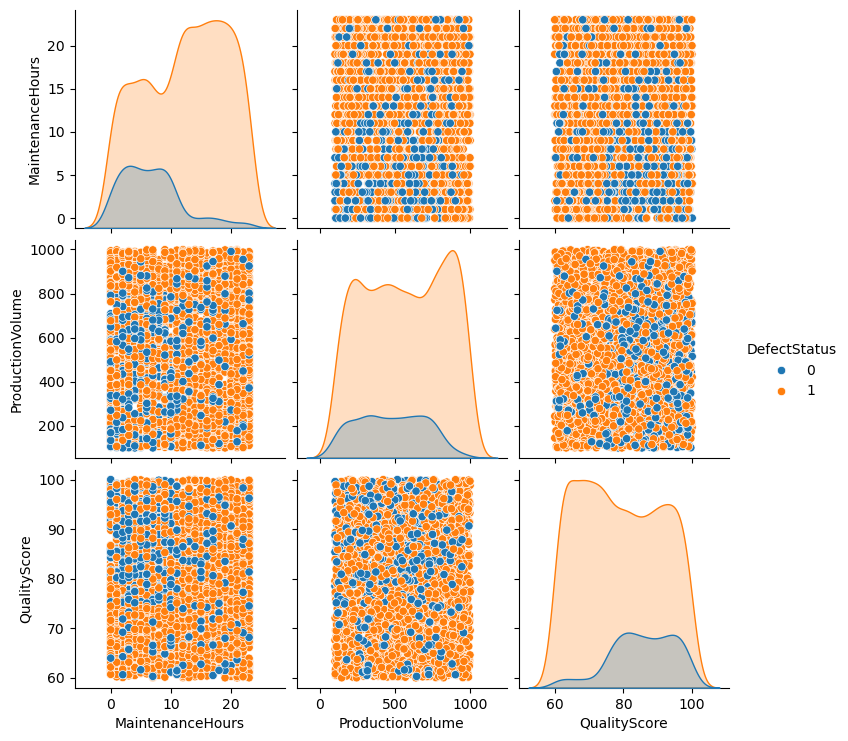 MaintenanceHours
20
15
10
5
0
ProductionVolume
1000
800
600
400
200
DefectStatus
0
1
QualityScore
100
90
80
70
60
0 10 20
0 500 1000
60 80 100
MaintenanceHours
ProductionVolume
QualityScore